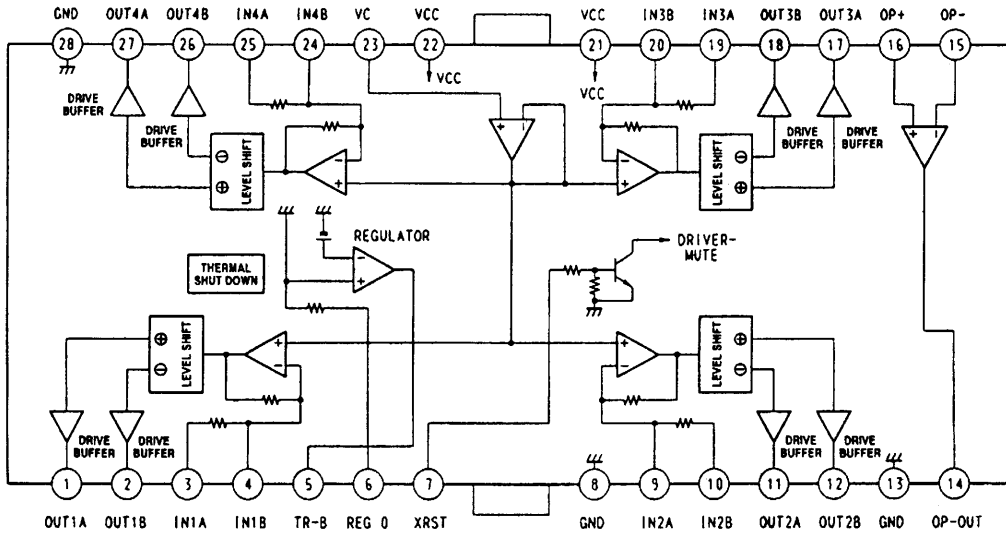 GND OUT4A OUT4B IN4A IN4B VC VCC VCC IN3B IN3A OUT3B OUT3A OP+ OP-
28 27 26 25 24 23 22 21 20 19 18 17 16 15
VCC
VCC
DRIVE
BUFFER
DRIVE
BUFFER
DRIVE
BUFFER
DRIVE
BUFFER
+ -
+ -
- +
- +
⊖
⊕
LEVEL SHIFT
LEVEL SHIFT
⊖
⊕
REGULATOR
-
+
THERMAL
SHUT DOWN
DRIVER-
MUTE
⊕
⊖
LEVEL SHIFT
+
-
+
-
LEVEL SHIFT
⊕
⊖
DRIVE
BUFFER
DRIVE
BUFFER
DRIVE
BUFFER
DRIVE
BUFFER
1 2 3 4 5 6 7 8 9 10 11 12 13 14
OUT1A OUT1B IN1A IN1B TR-B REG O XRST GND IN2A IN2B OUT2A OUT2B GND OP-OUT